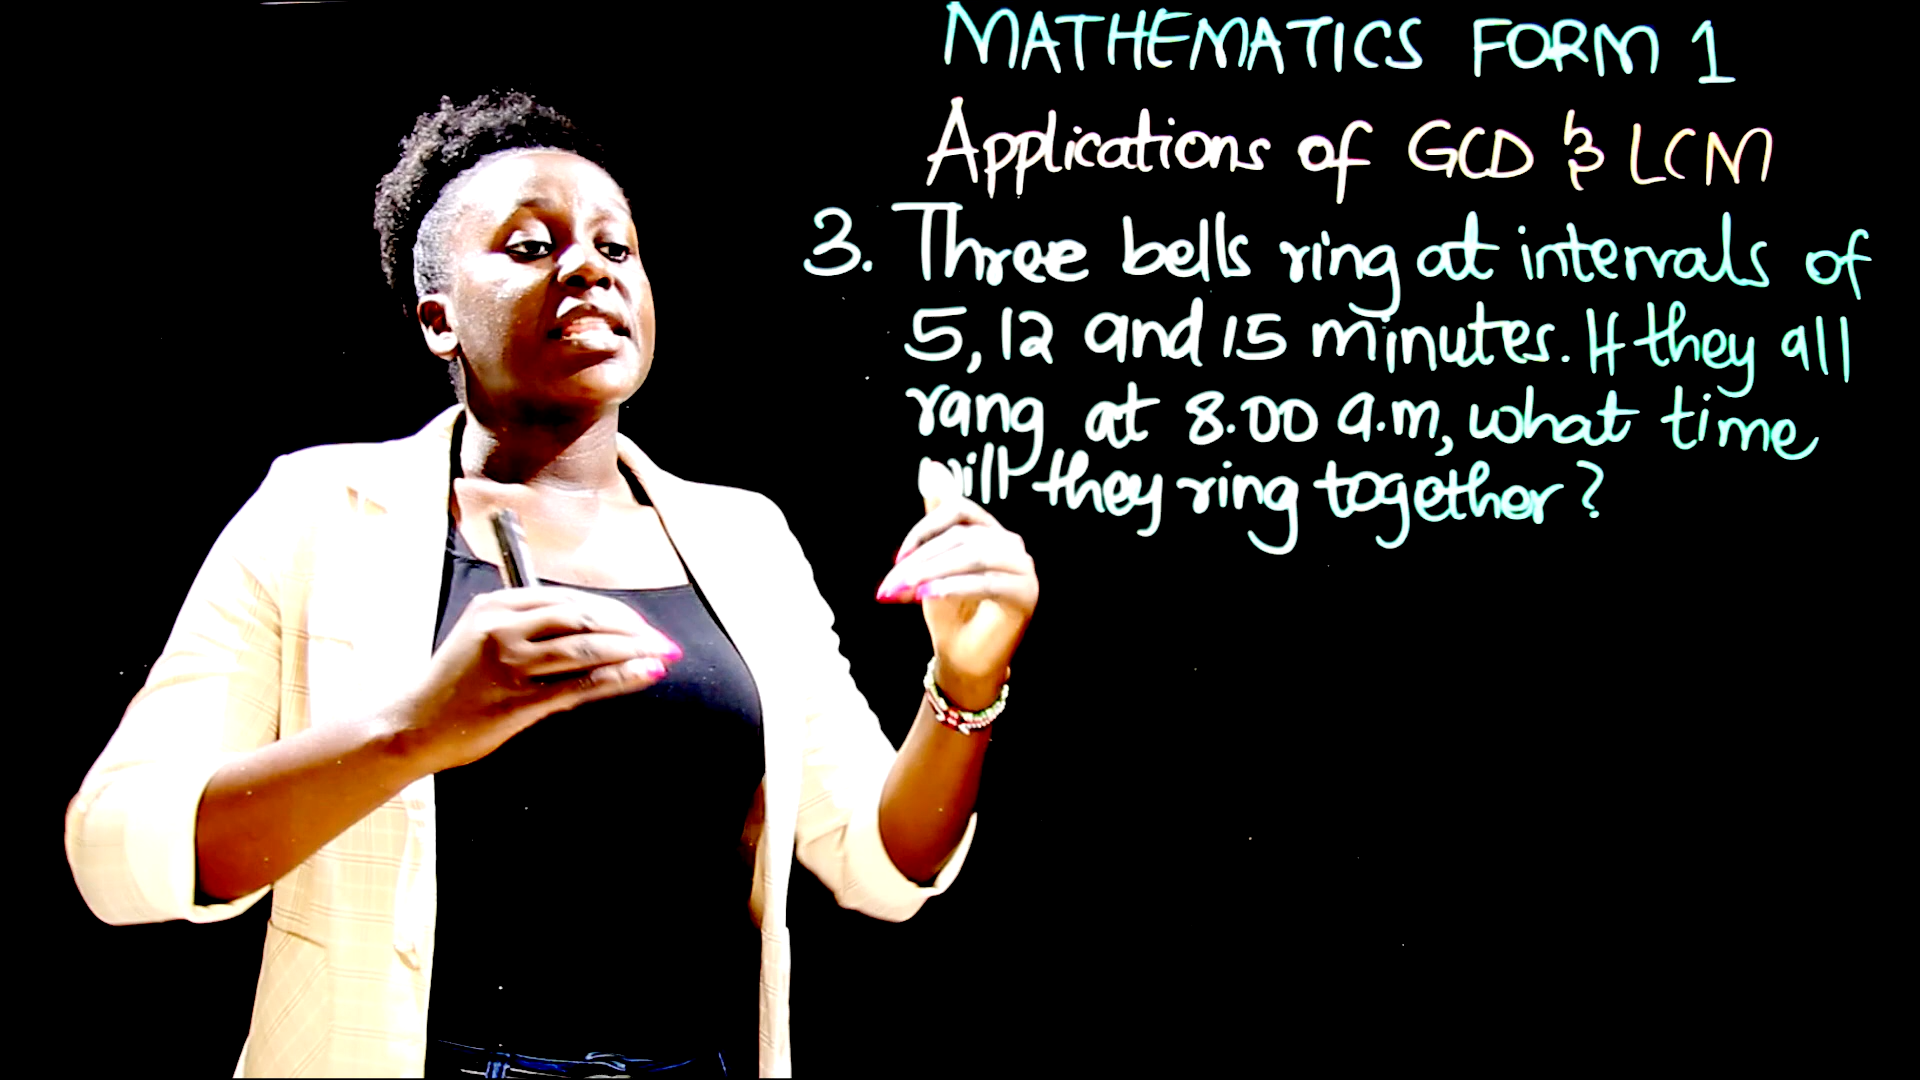 MATHEMATICS FORM 1
Applications of GCD & LCM
3. Three bells ring at intervals of
5, 12 and 15 minutes. If they all
rang at 8.00 a.m, what time
will they ring together?